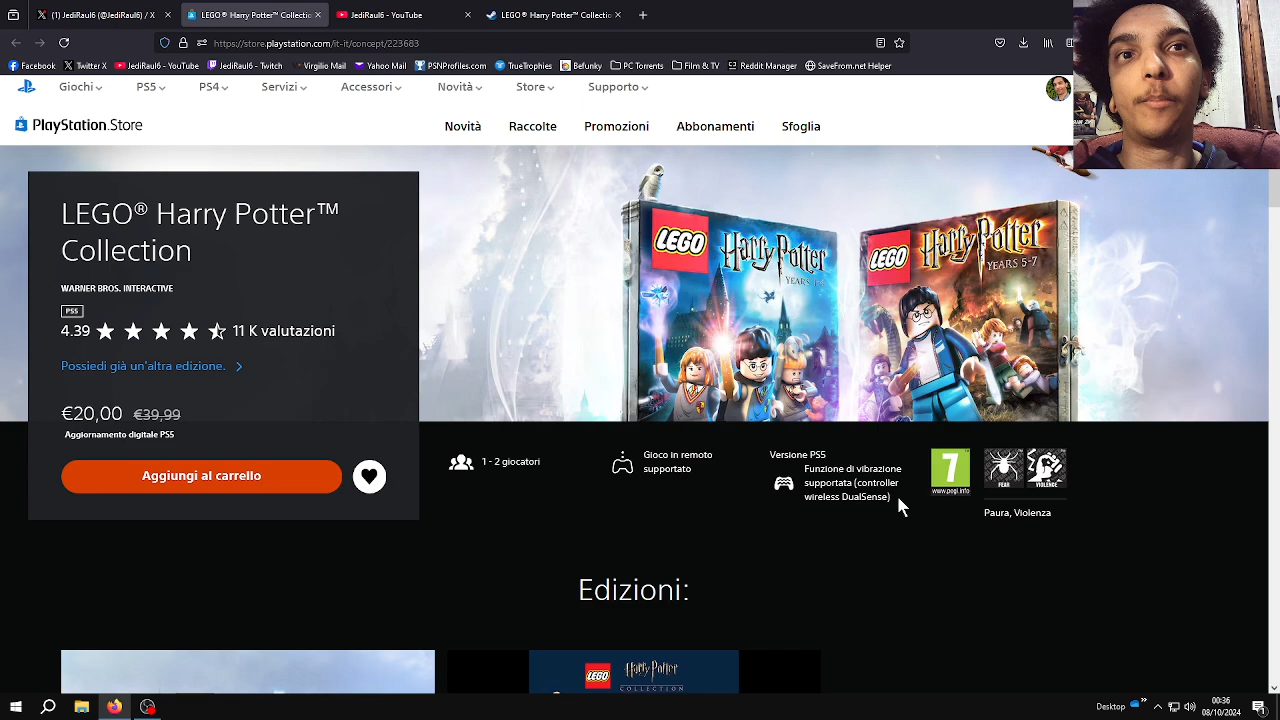 JediRaul6 (@JediRaul6) /
LEGO® Harry Potter™ Collectic
JediRaul6 - YouTube
LEGO® Harry Potter™ Collectio
https://store.playstation.com/it-it/concept/223683
Facebook
Twitter X
JediRaul6 - YouTube
JediRaul6 - Twitch
Virgilio Mail
Yahoo Mail
PSNProfiles.com
TrueTrophies
Befunky
PC Torrents
Film & TV
Reddit Manager
SaveFrom.net Helper
Giochi
PS5
PS4
Servizi
Accessori
Novità
Store
Supporto
PlayStation.Store
Novità
Raccolte
Promozioni
Abbonamenti
Sfoglia
LEGO® Harry Potter™
Collection
WARNER BROS. INTERACTIVE
PS5
4.39
11 K valutazioni
Possiedi già un'altra edizione.
€20,00 €39,99
Aggiornamento digitale PS5
Aggiungi al carrello
LEGO
Harry Potter
YEARS
LEGO
Harry Potter
YEARS 5-7
1 - 2 giocatori
Gioco in remoto
supportato
Versione PS5
Funzione di vibrazione
supportata (controller
wireless DualSense)
7
www.pegi.info
FEAR
VIOLENCE
Paura, Violenza
Edizioni:
LEGO
Harry Potter
COLLECTION
Desktop
00:36
08/10/2024
1